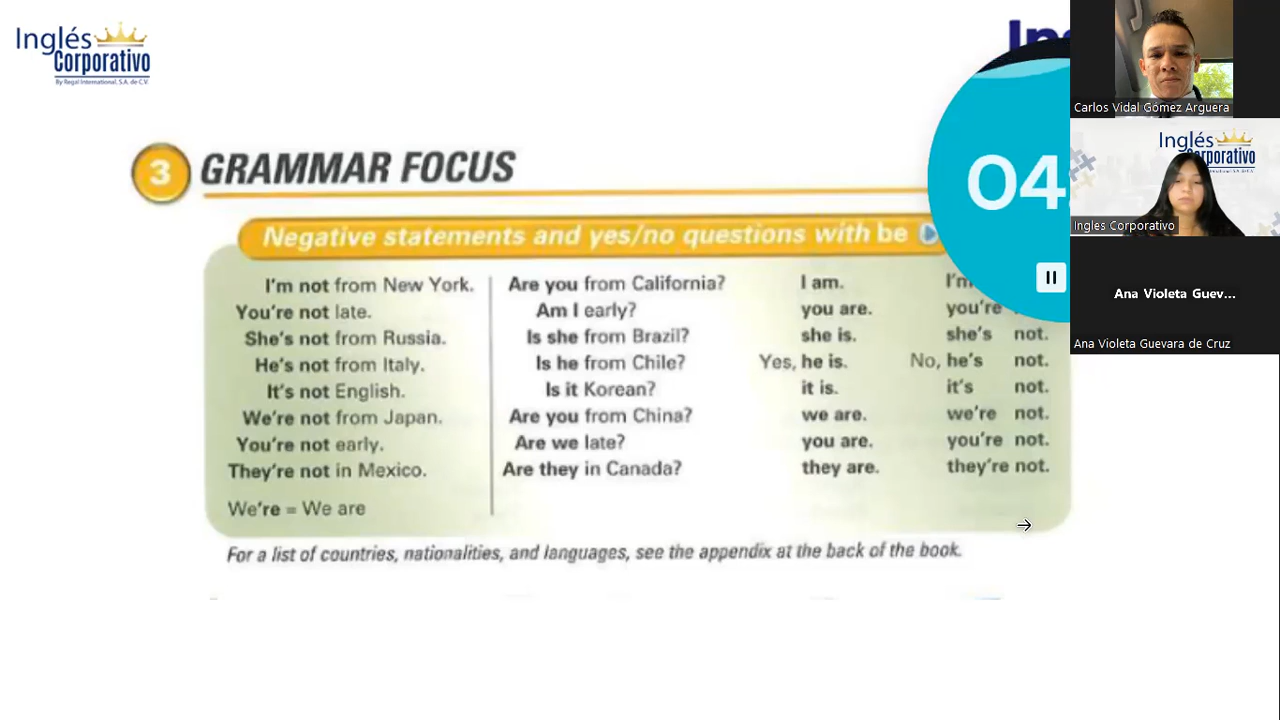 Inglés
Corporativo
By Regal International, S.A. de C.V.
3 GRAMMAR FOCUS
Negative statements and yes/no questions with be
I'm not from New York. Are you from California? I am. I'm
You're not late. Am I early? you are. you're
She's not from Russia. Is she from Brazil? she is. she's not.
He's not from Italy. Is he from Chile? Yes, he is. No, he's not.
It's not English. Is it Korean? it is. it's not.
We're not from Japan. Are you from China? we are. we're not.
You're not early. Are we late? you are. you're not.
They're not in Mexico. Are they in Canada? they are. they're not.
We're = We are
For a list of countries, nationalities, and languages, see the appendix at the back of the book.
04
Carlos Vidal Gómez Arguera
Inglés
Corporativo
Ingles Corporativo
Ana Violeta Guev...
Ana Violeta Guevara de Cruz